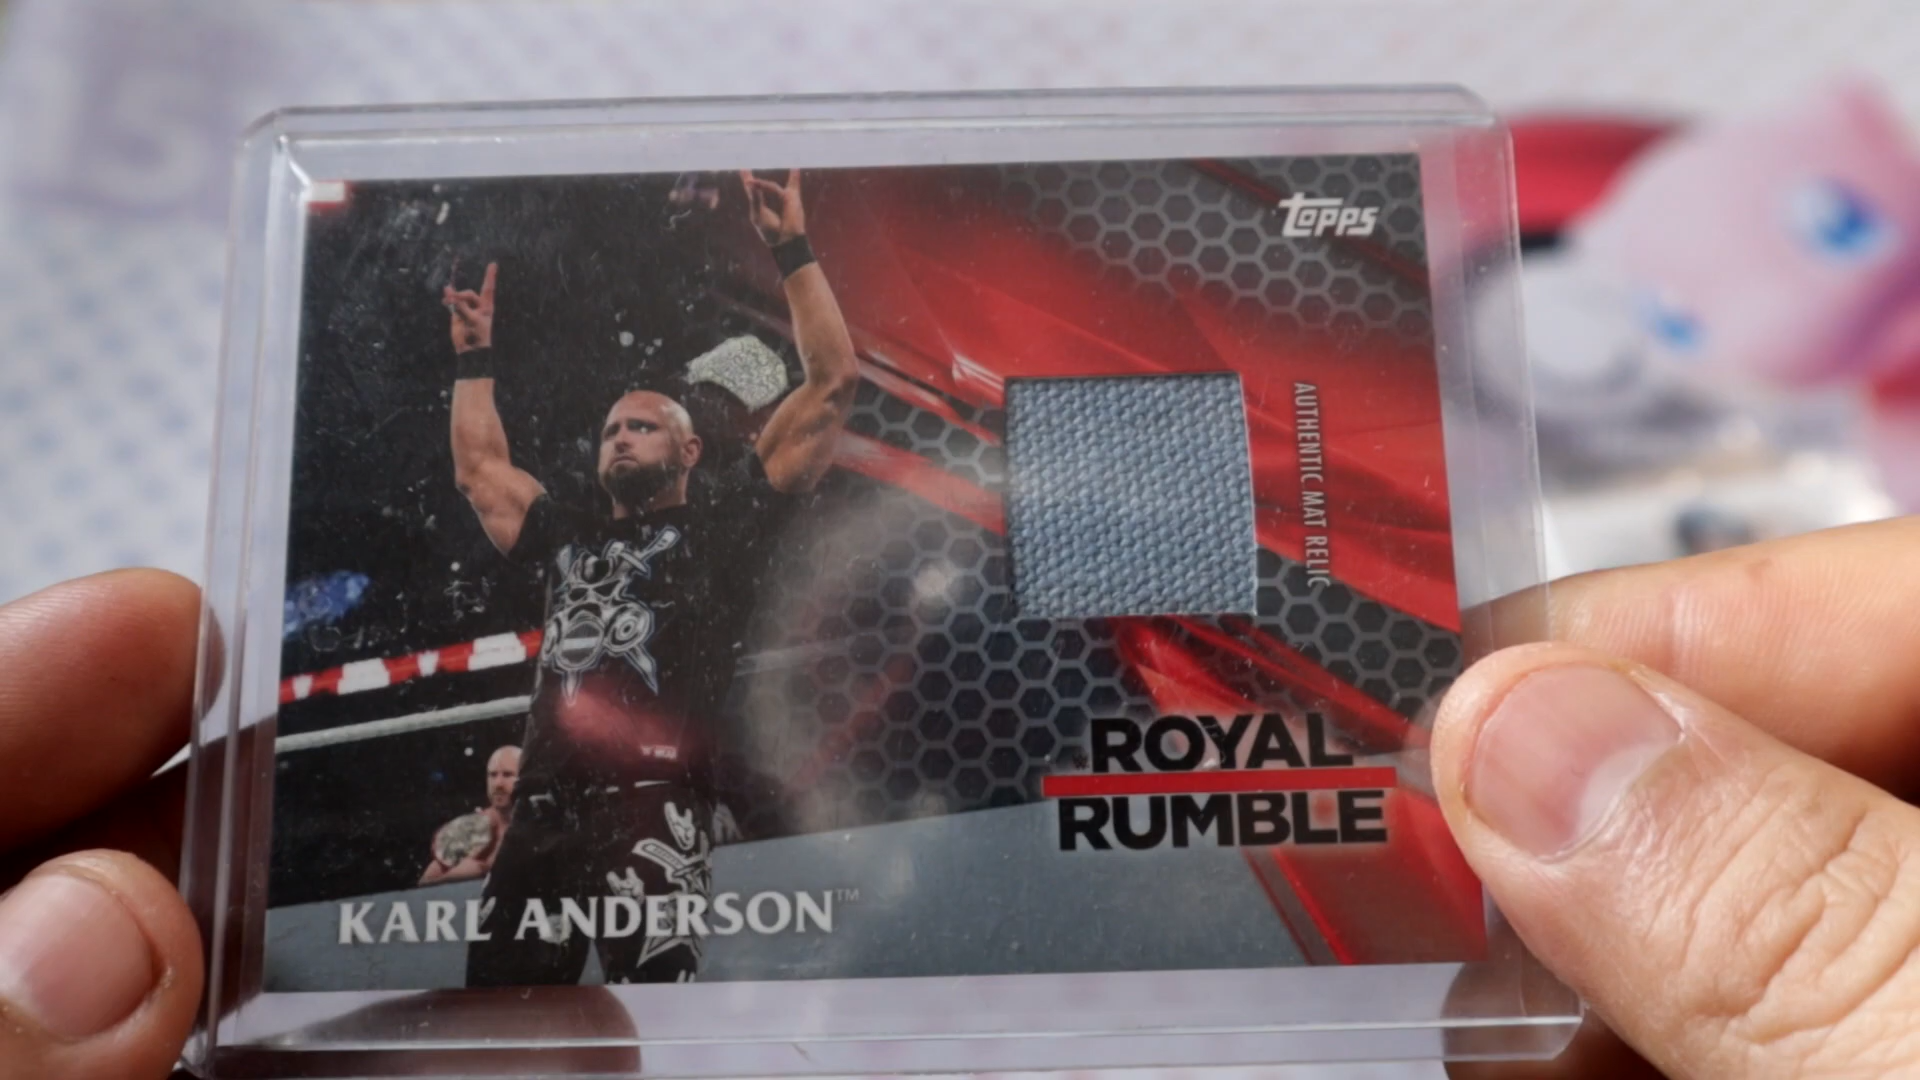 Topps
AUTHENTIC MAT RELIC
ROYAL
RUMBLE
KARL ANDERSON™